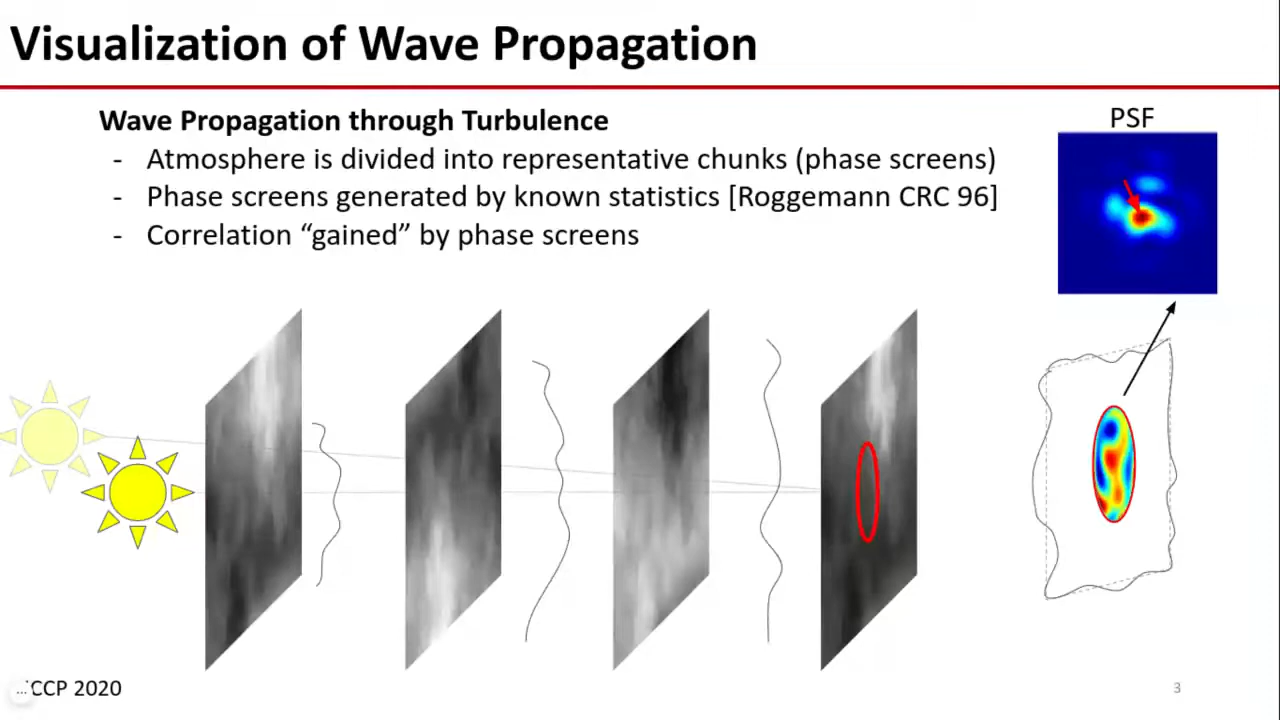 Visualization of Wave Propagation
Wave Propagation through Turbulence
- Atmosphere is divided into representative chunks (phase screens)
- Phase screens generated by known statistics [Roggemann CRC 96]
- Correlation “gained” by phase screens
PSF
...
CCP 2020
3